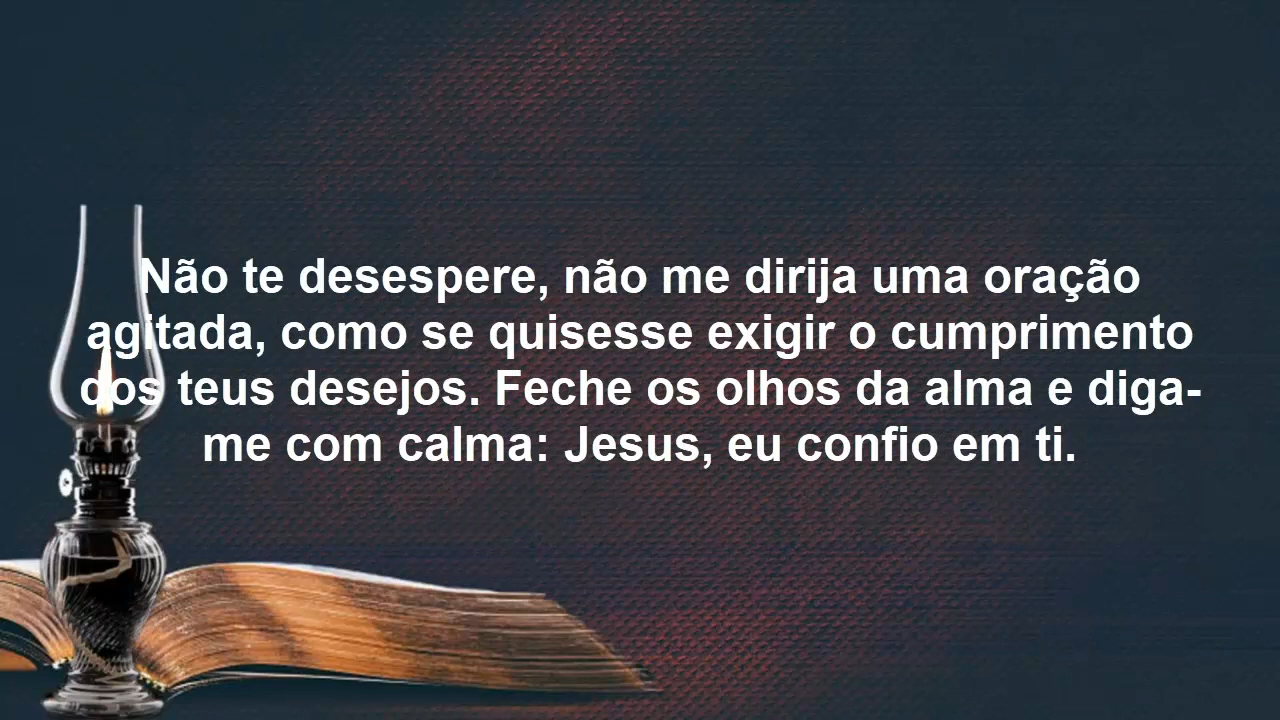 Não te desespere, não me dirija uma oração
agitada, como se quisesse exigir o cumprimento
dos teus desejos. Feche os olhos da alma e diga-
me com calma: Jesus, eu confio em ti.